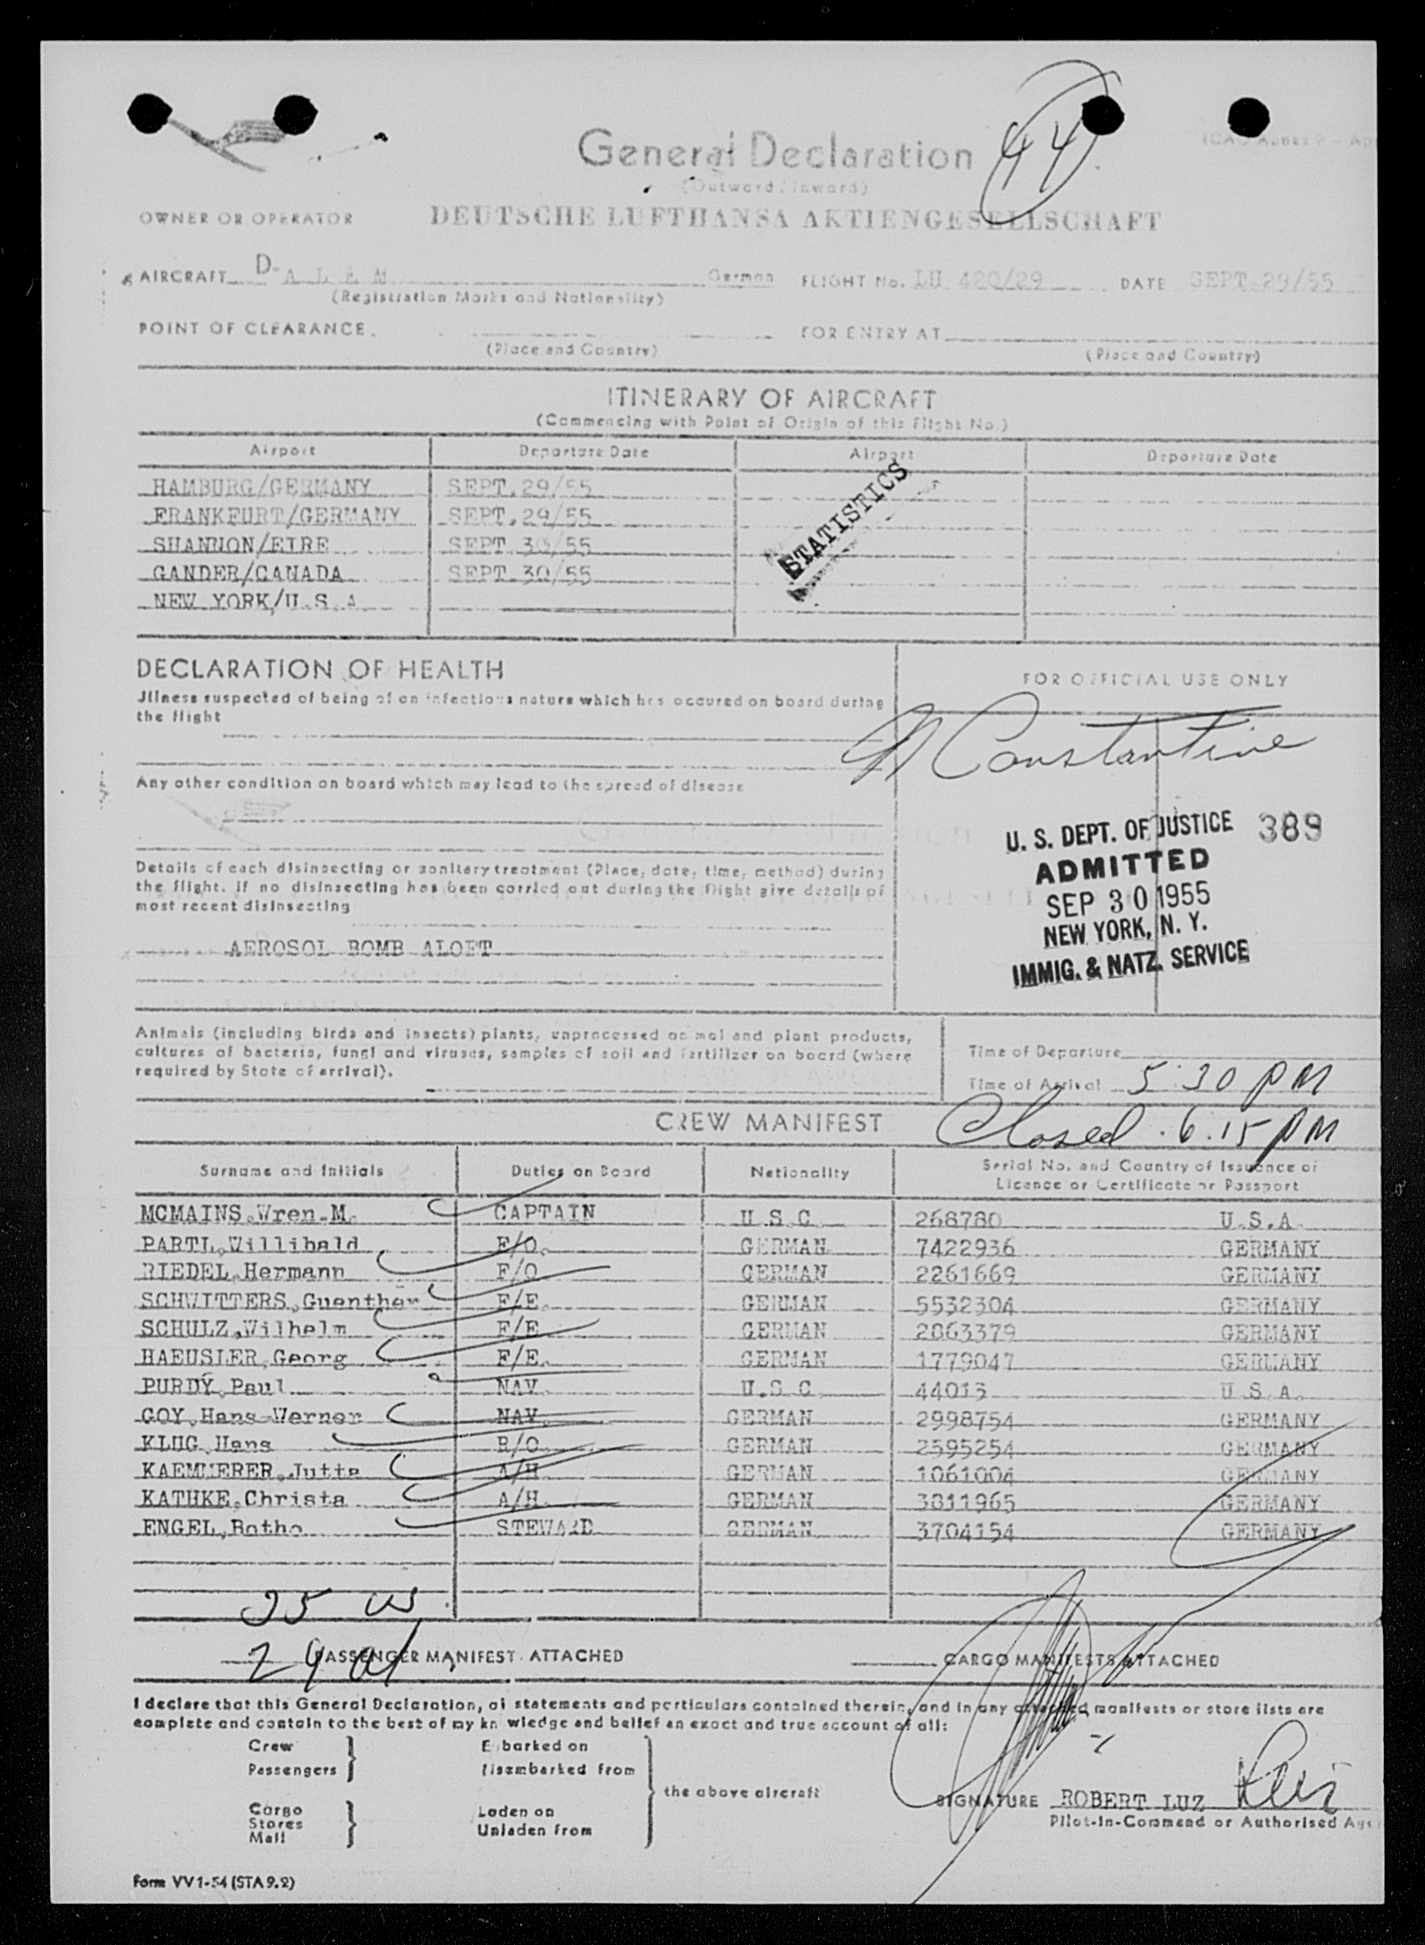 General Declaration
44
(Outward/Inward)
OWNER OR OPERATOR DEUTSCHE LUFTHANSA AKTIENGESELLSCHAFT
AIRCRAFT D-ALEM German FLIGHT No. LH 420/29 DATE SEPT.29/55
(Registration Marks and Nationality)
POINT OF CLEARANCE FOR ENTRY AT
(Place and Country) (Place and Country)
ITINERARY OF AIRCRAFT
(Commencing with Point of Origin of this Flight No.)
Airport Departure Date Airport Departure Date
HAMBURG/GERMANY SEPT.29/55
FRANKFURT/GERMANY SEPT.29/55
SHANNON/EIRE SEPT 30/55
GANDER/CANADA SEPT.30/55
NEW YORK/U.S.A
STATISTICS
DECLARATION OF HEALTH
Jllness suspected of being of an infectious nature which has occured on board during
the flight
Any other condition on board which may lead to the spread of disease
Details of each disinsecting or sanitary treatment (Place, date, time, method) during
the flight. If no disinsecting has been carried out during the flight give details of
most recent disinsecting
AEROSOL BOMB ALOFT
FOR OFFICIAL USE ONLY
Constantine
U. S. DEPT. OF JUSTICE 389
ADMITTED
SEP 30 1955
NEW YORK, N. Y.
IMMIG. & NATZ. SERVICE
Animals (including birds and insects) plants, unprocessed animal and plant products,
cultures of bacteria, fungi and viruses, samples of soil and fertilizer on board (where
required by State of arrival).
Time of Departure
Time of Arrival 5:30 PM
Closed 6:15 PM
CREW MANIFEST
Surname and Initials Duties on Board Nationality Serial No. and Country of Issuance of
Licence or Certificate or Passport
MCMAINS,Wren.M. CAPTAIN U.S.C. 268780 U.S.A.
PARTL,Willibald F/O. GERMAN 7422936 GERMANY
RIEDEL,Hermann F/O GERMAN 2261669 GERMANY
SCHWITTERS,Guenther F/E. GERMAN 5532304 GERMANY
SCHULZ,Wilhelm F/E GERMAN 2863379 GERMANY
HAEUSLER,Georg F/E. GERMAN 1779047 GERMANY
PURDY,Paul NAV. U.S.C. 44013 U.S.A.
GOY,Hans-Werner NAV. GERMAN 2998754 GERMANY
KLUG,Hans R/O. GERMAN 2595254 GERMANY
KAEMMERER,Jutta A/H GERMAN 1061004 GERMANY
KATHKE,Christa A/H. GERMAN 3811965 GERMANY
ENGEL,Botho STEWARD GERMAN 3704154 GERMANY
PASSENGER MANIFEST ATTACHED CARGO MANIFESTS ATTACHED
I declare that this General Declaration, al statements and particulars contained therein, and in any attached manifests or store lists are
complete and contain to the best of my kn wledge and belief an exact and true account of all:
Crew E barked on
Passengers Disembarked from
the above aircraft
Cargo Laden on
Stores Unladen from
Mail
SIGNATURE ROBERT LUZ
Pilot-in-Command or Authorised
Form VV 1-54 (STA 9.2)